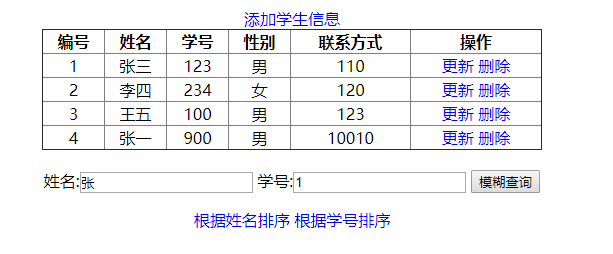 添加学生信息
编号 姓名 学号 性别 联系方式 操作
1 张三 123 男 110 更新 删除
2 李四 234 女 120 更新 删除
3 王五 100 男 123 更新 删除
4 张一 900 男 10010 更新 删除
姓名:张 学号:1 模糊查询
根据姓名排序 根据学号排序